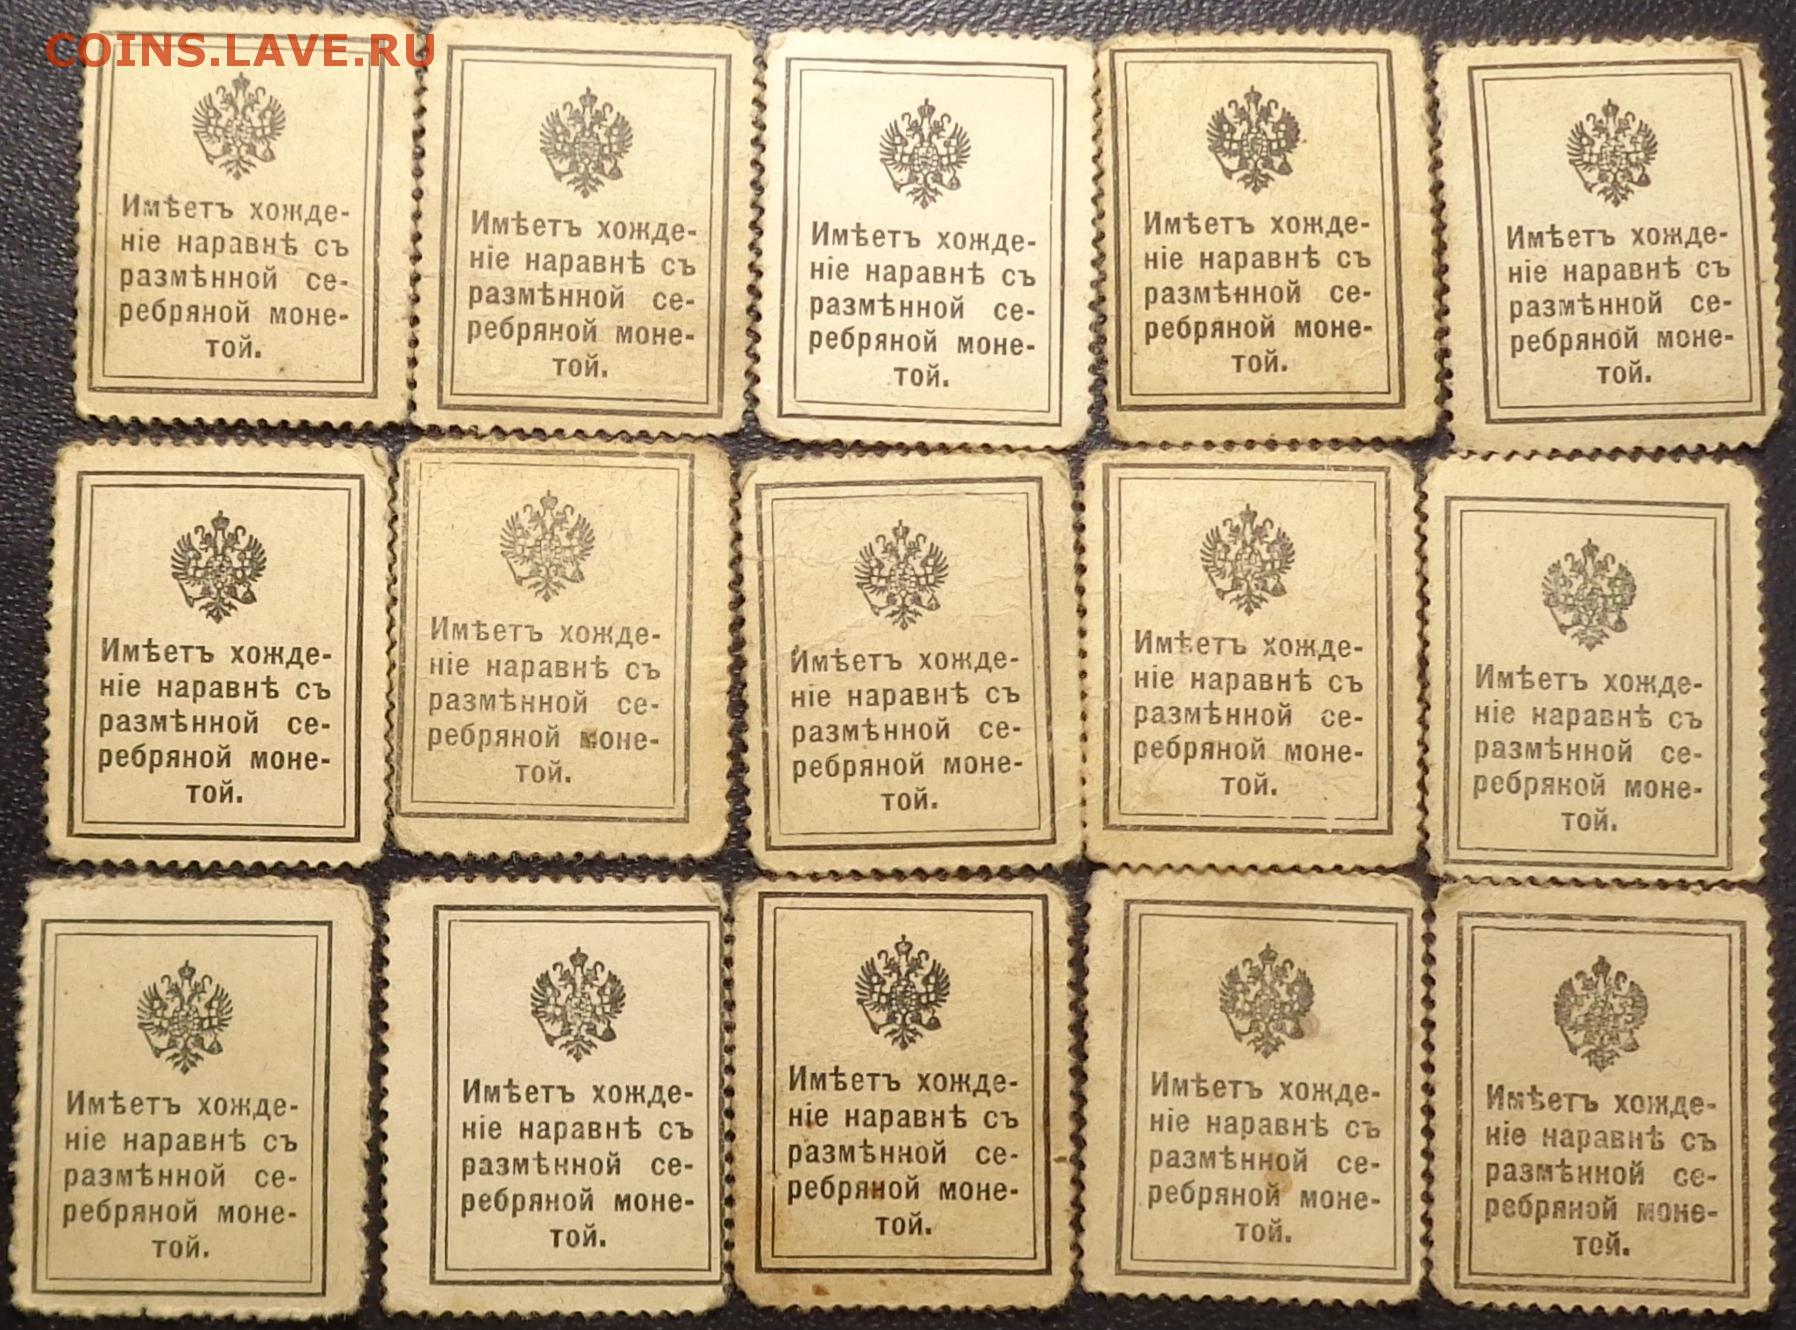 COINS.LAVE.RU
Имѣетъ хожде-
ніе наравнѣ съ
размѣнной се-
ребряной моне-
той.
Имѣетъ хожде-
ніе наравнѣ съ
размѣнной се-
ребряной моне-
той.
Имѣетъ хожде-
ніе наравнѣ съ
размѣнной се-
ребряной моне-
той.
Имѣетъ хожде-
ніе наравнѣ съ
размѣнной се-
ребряной моне-
той.
Имѣетъ хожде-
ніе наравнѣ съ
размѣнной се-
ребряной моне-
той.
Имѣетъ хожде-
ніе наравнѣ съ
размѣнной се-
ребряной моне-
той.
Имѣетъ хожде-
ніе наравнѣ съ
размѣнной се-
ребряной моне-
той.
Имѣетъ хожде-
ніе наравнѣ съ
размѣнной се-
ребряной моне-
той.
Имѣетъ хожде-
ніе наравнѣ съ
размѣнной се-
ребряной моне-
той.
Имѣетъ хожде-
ніе наравнѣ съ
размѣнной се-
ребряной моне-
той.
Имѣетъ хожде-
ніе наравнѣ съ
размѣнной се-
ребряной моне-
той.
Имѣетъ хожде-
ніе наравнѣ съ
размѣнной се-
ребряной моне-
той.
Имѣетъ хожде-
ніе наравнѣ съ
размѣнной се-
ребряной моне-
той.
Имѣетъ хожде-
ніе наравнѣ съ
размѣнной се-
ребряной моне-
той.
Имѣетъ хожде-
ніе наравнѣ съ
размѣнной се-
ребряной моне-
той.